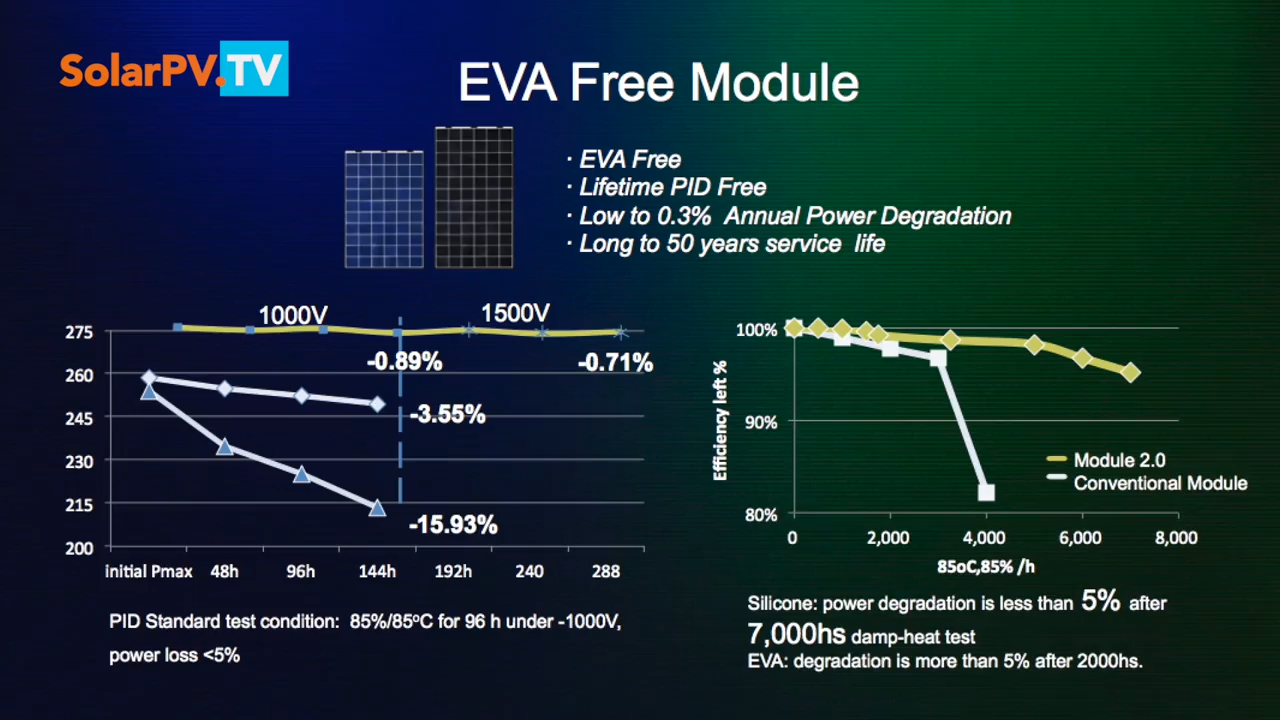 SolarPV.TV
EVA Free Module
· EVA Free
· Lifetime PID Free
· Low to 0.3% Annual Power Degradation
· Long to 50 years service life
1000V
1500V
275
260
245
230
215
200
-0.89%
-0.71%
-3.55%
-15.93%
initial Pmax 48h 96h 144h 192h 240 288
PID Standard test condition: 85%/85ºC for 96 h under -1000V,
power loss <5%
Efficiency left %
100%
90%
80%
Module 2.0
Conventional Module
0 2,000 4,000 6,000 8,000
85oC,85% /h
Silicone: power degradation is less than 5% after
7,000hs damp-heat test
EVA: degradation is more than 5% after 2000hs.